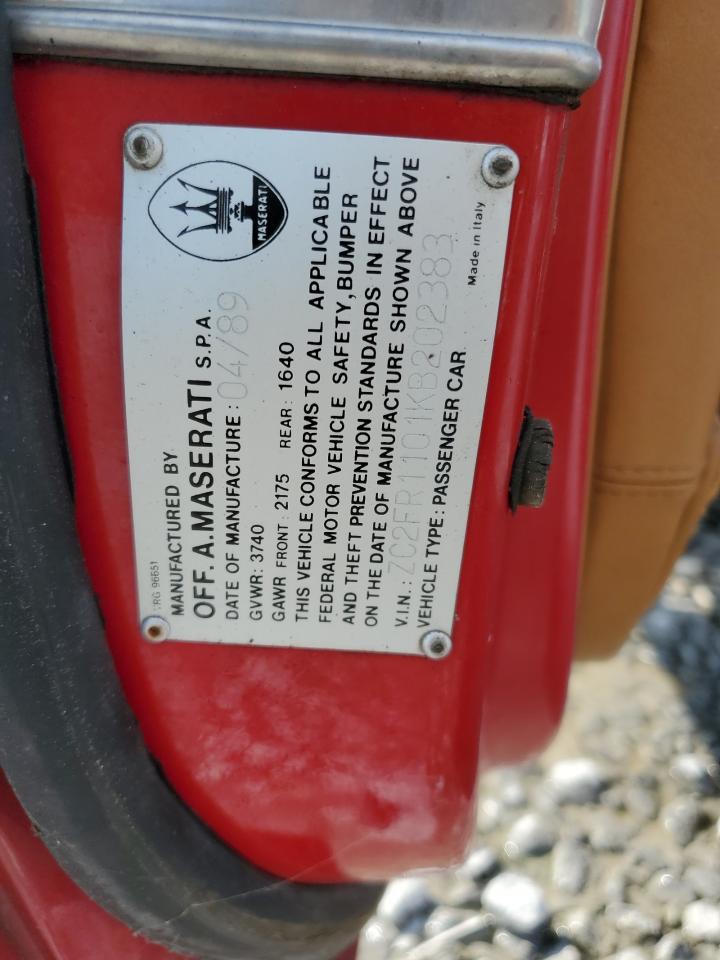 MASERATI
VRG 96651
MANUFACTURED BY
OFF. A. MASERATI S.P.A.
DATE OF MANUFACTURE: 04/89
GVWR: 3740
GAWR FRONT: 2175 REAR: 1640
THIS VEHICLE CONFORMS TO ALL APPLICABLE
FEDERAL MOTOR VEHICLE SAFETY, BUMPER
AND THEFT PREVENTION STANDARDS IN EFFECT
ON THE DATE OF MANUFACTURE SHOWN ABOVE
V.I.N.: ZC2FR1101KB202383
VEHICLE TYPE: PASSENGER CAR
Made in Italy